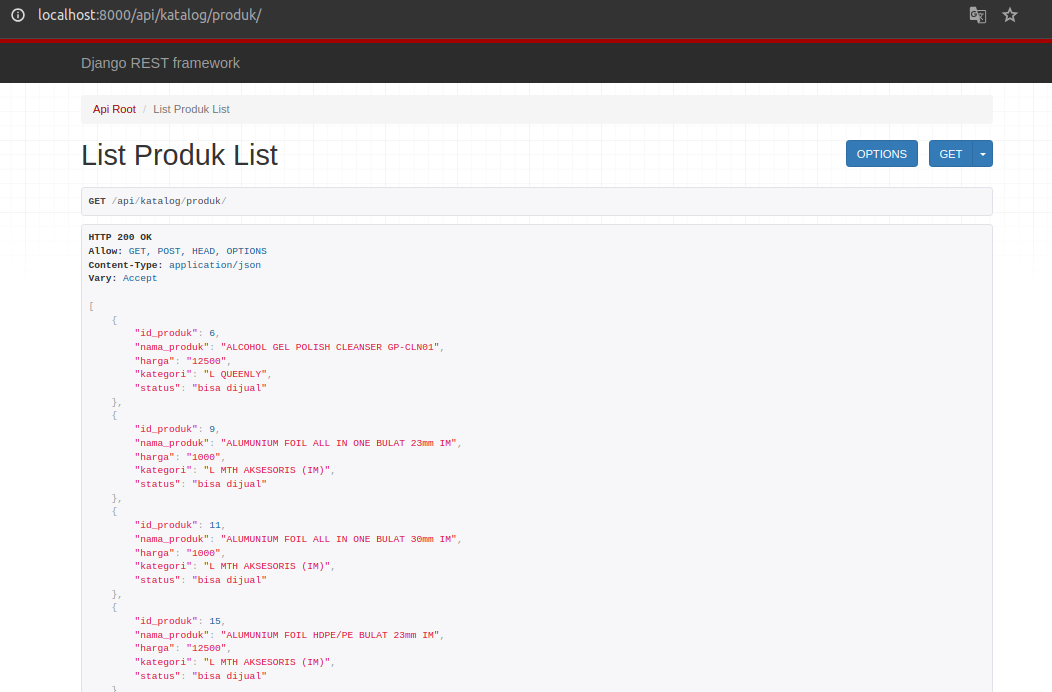 localhost:8000/api/katalog/produk/
Django REST framework
Api Root / List Produk List
List Produk List
OPTIONS GET
GET /api/katalog/produk/
HTTP 200 OK
Allow: GET, POST, HEAD, OPTIONS
Content-Type: application/json
Vary: Accept
[
{
"id_produk": 6,
"nama_produk": "ALCOHOL GEL POLISH CLEANSER GP-CLN01",
"harga": "12500",
"kategori": "L QUEENLY",
"status": "bisa dijual"
},
{
"id_produk": 9,
"nama_produk": "ALUMUNIUM FOIL ALL IN ONE BULAT 23mm IM",
"harga": "1000",
"kategori": "L MTH AKSESORIS (IM)",
"status": "bisa dijual"
},
{
"id_produk": 11,
"nama_produk": "ALUMUNIUM FOIL ALL IN ONE BULAT 30mm IM",
"harga": "1000",
"kategori": "L MTH AKSESORIS (IM)",
"status": "bisa dijual"
},
{
"id_produk": 15,
"nama_produk": "ALUMUNIUM FOIL HDPE/PE BULAT 23mm IM",
"harga": "12500",
"kategori": "L MTH AKSESORIS (IM)",
"status": "bisa dijual"
}